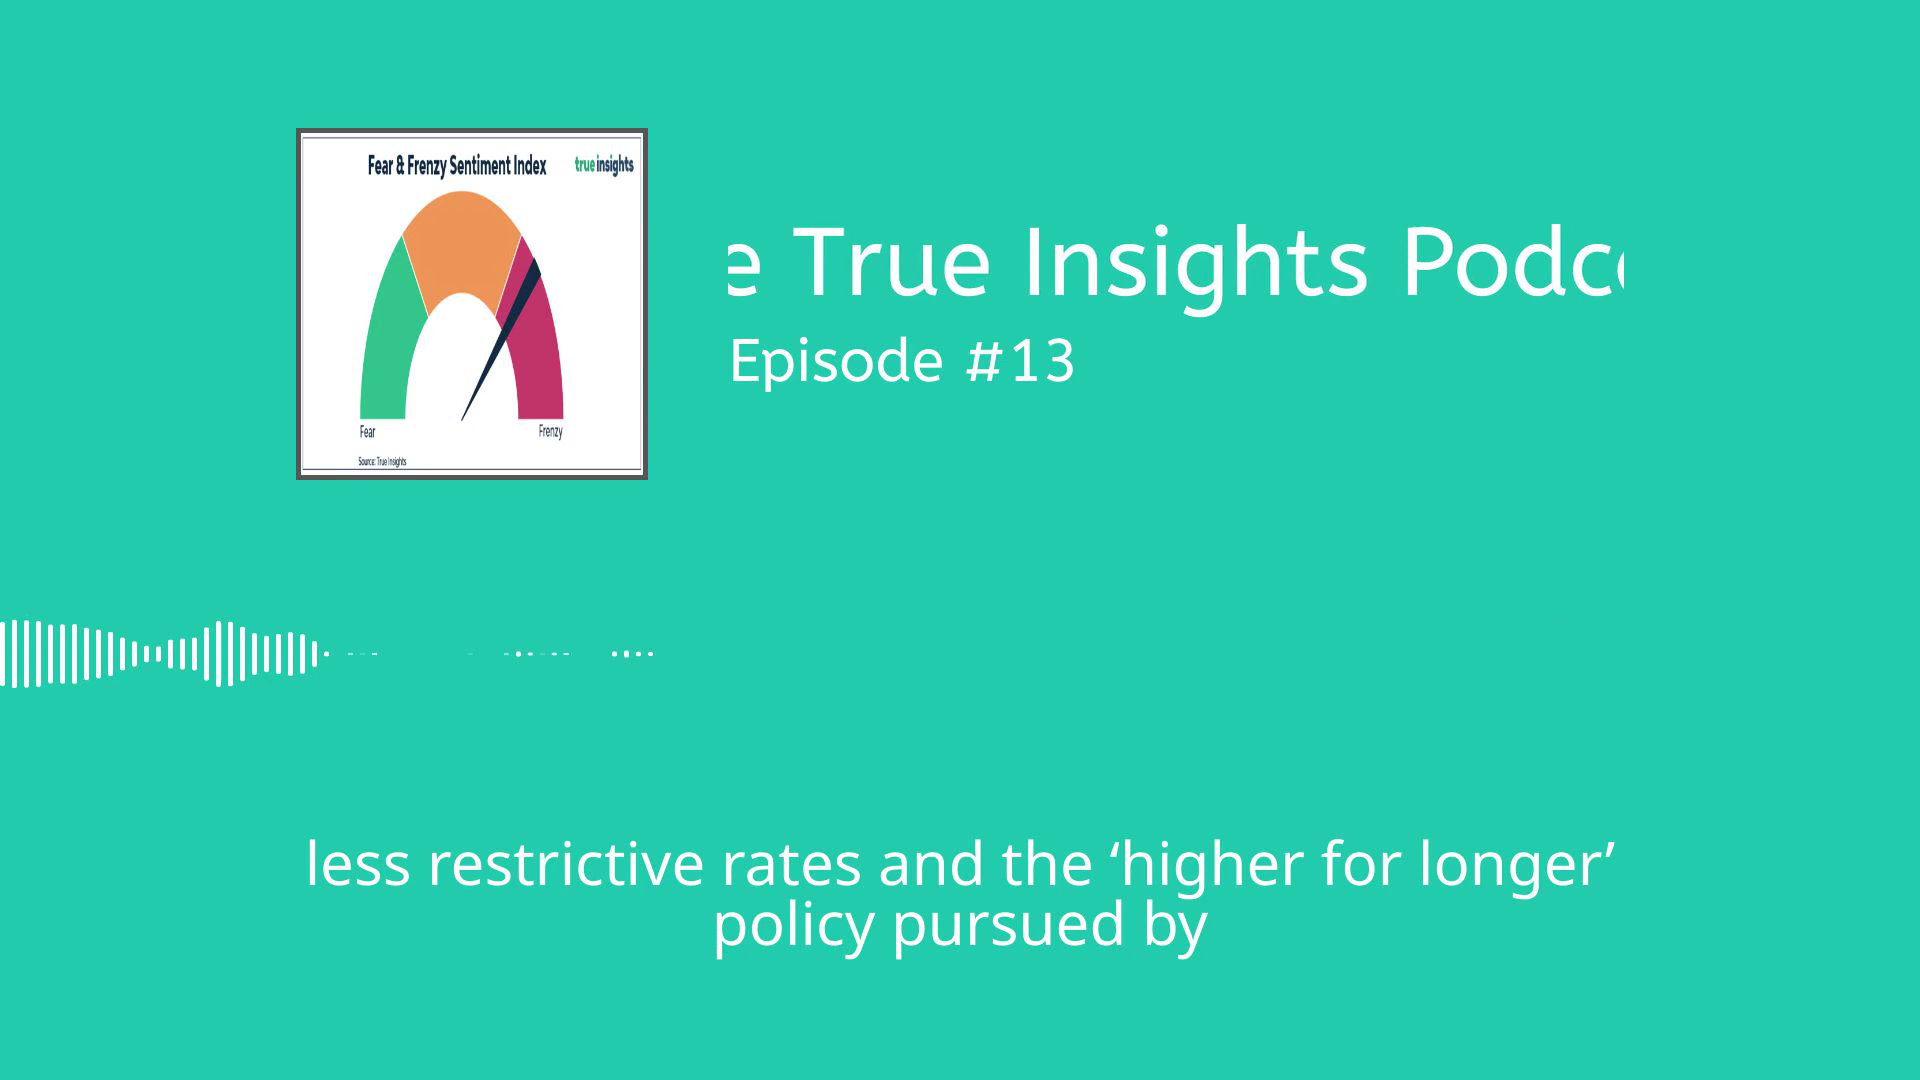 Fear & Frenzy Sentiment Index
true insights
Fear
Frenzy
Source: True Insights
e True Insights Podc
Episode #13
less restrictive rates and the ‘higher for longer’
policy pursued by